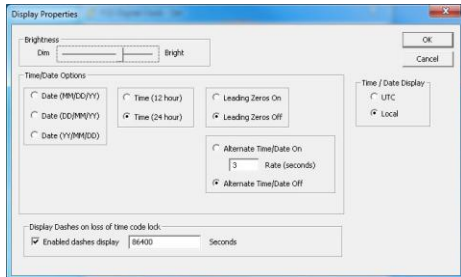 Display Properties
Brightness
Dim
Bright
OK
Cancel
Time/Date Options
Date (MM/DD/YY)
Date (DD/MM/YY)
Date (YY/MM/DD)
Time (12 hour)
Time (24 hour)
Leading Zeros On
Leading Zeros Off
Alternate Time/Date On
3 Rate (seconds)
Alternate Time/Date Off
Time / Date Display
UTC
Local
Display Dashes on loss of time code lock
Enabled dashes display 86400 Seconds